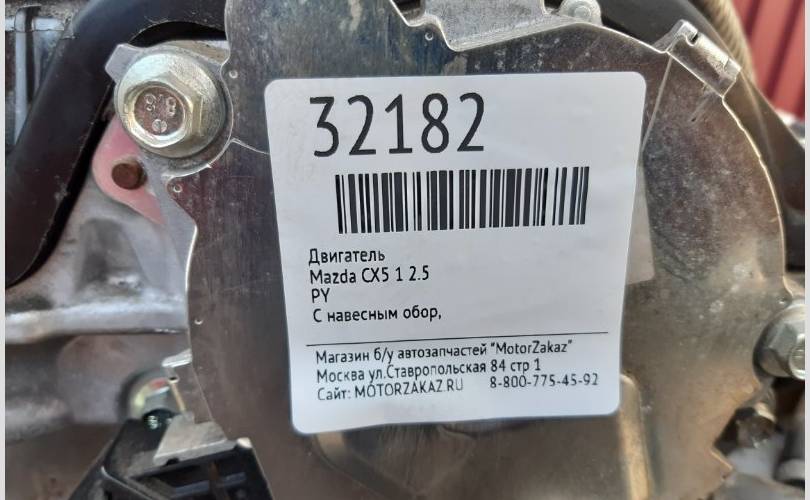 32182
Двигатель
Mazda CX5 1 2.5
PY
С навесным обор,
Магазин б/у автозапчастей "MotorZakaz"
Москва ул.Ставропольская 84 стр 1
Сайт: MOTORZAKAZ.RU 8-800-775-45-92